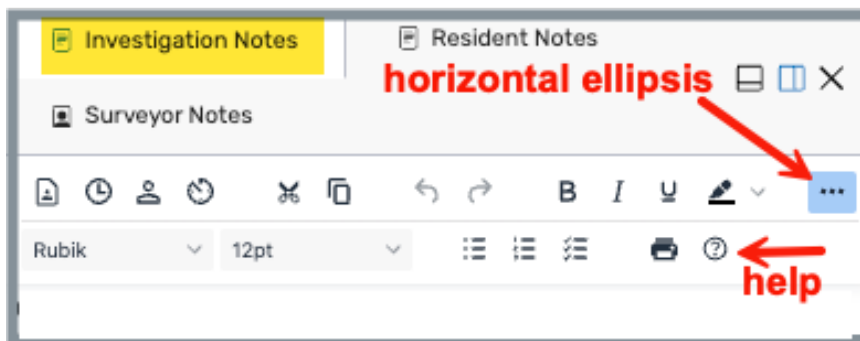 Investigation Notes
Resident Notes
horizontal ellipsis
Surveyor Notes
B I U
Rubik 12pt
help